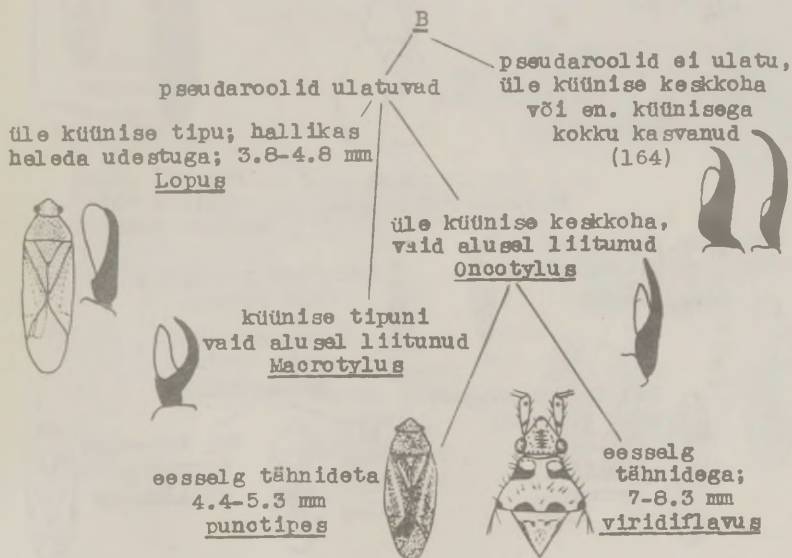 B
pseudaroolid ulatuvad
pseudaroolid ei ulatu,
üle küünise keskkoha
või en. küünisega
kokku kasvanud
(164)
üle küünise tipu; hallikas
heleda udestuga; 3.8-4.8 mm
Lopus
üle küünise keskkoha,
vaid alusel liitunud
Oncotylus
küünise tipuni
vaid alusel liitunud
Macrotylus
eesselg tähnideta
4.4-5.3 mm
punctipes
eesselg
tähnidega;
7-8.3 mm
viridiflavus